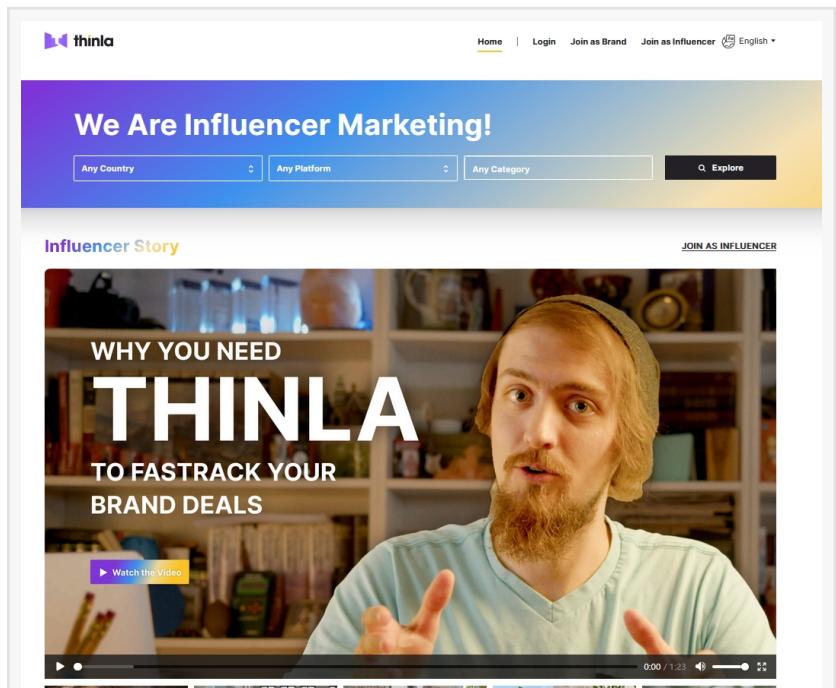 thinla
Home | Login Join as Brand Join as Influencer English
We Are Influencer Marketing!
Any Country Any Platform Any Category Explore
Influencer Story JOIN AS INFLUENCER
WHY YOU NEED
THINLA
TO FASTRACK YOUR
BRAND DEALS
Watch the Video
0:00 / 1:23